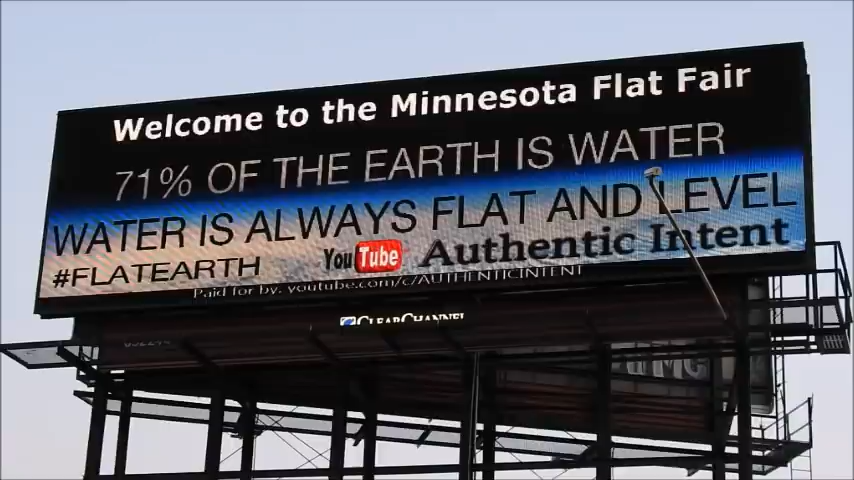 Welcome to the Minnesota Flat Fair
71% OF THE EARTH IS WATER
WATER IS ALWAYS FLAT AND LEVEL
#FLATEARTH YouTube Authentic Intent
Paid for by: youtube.com/c/AUTHENTICINTENT
CLEARCHANNEL